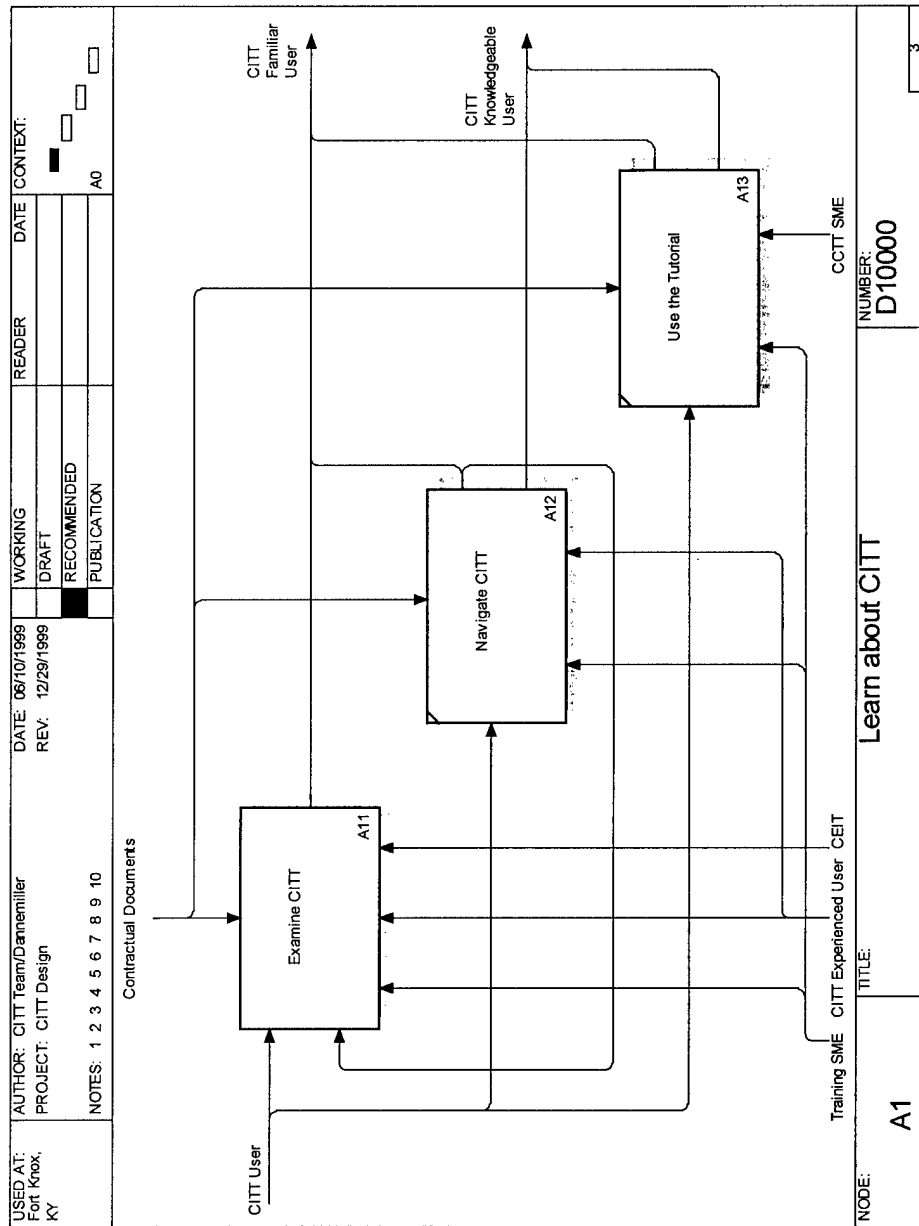 USED AT:
Fort Knox,
KY
AUTHOR: CITT Team/Dannemiller
PROJECT: CITT Design
NOTES: 1 2 3 4 5 6 7 8 9 10
DATE: 06/10/1999
REV: 12/29/1999
WORKING
DRAFT
RECOMMENDED
PUBLICATION
READER
DATE
CONTEXT:
A0
Contractual Documents
CITT User
Examine CITT
A11
Navigate CITT
A12
Use the Tutorial
A13
CITT
Familiar
User
CITT
Knowledgeable
User
Training SME
CITT Experienced User
CEIT
CCTT SME
NODE:
A1
TITLE:
Learn about CITT
NUMBER:
D10000
3